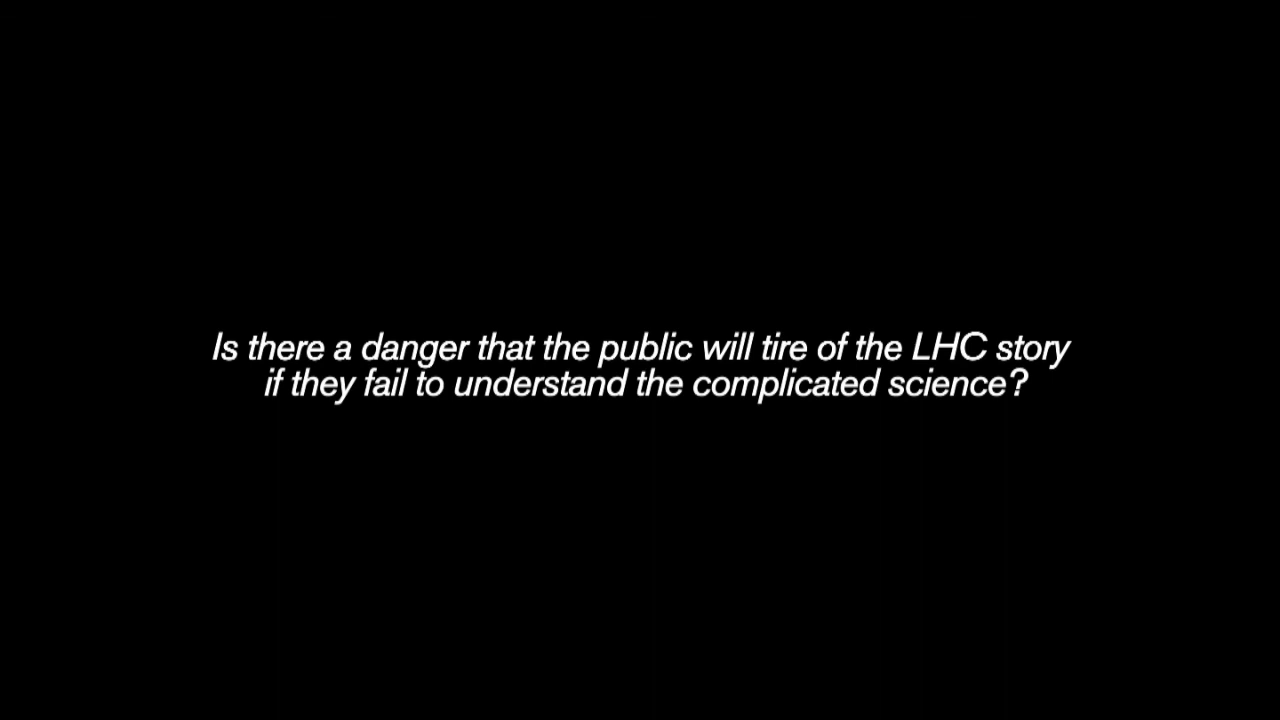 Is there a danger that the public will tire of the LHC story
if they fail to understand the complicated science?